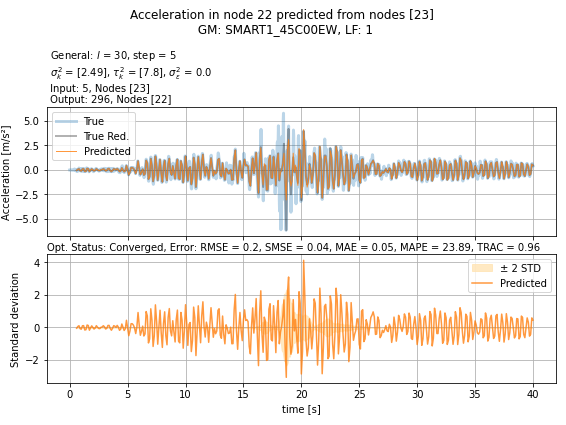 Acceleration in node 22 predicted from nodes [23]
GM: SMART1_45C00EW, LF: 1
General: l = 30, step = 5
σ²ₖ = [2.49], τ²ₖ = [7.8], σ²ε = 0.0
Input: 5, Nodes [23]
Output: 296, Nodes [22]
Acceleration [m/s²]
5.0
2.5
0.0
−2.5
−5.0
True
True Red.
Predicted
Opt. Status: Converged, Error: RMSE = 0.2, SMSE = 0.04, MAE = 0.05, MAPE = 23.89, TRAC = 0.96
Standard deviation
4
2
0
−2
± 2 STD
Predicted
0 5 10 15 20 25 30 35 40
time [s]